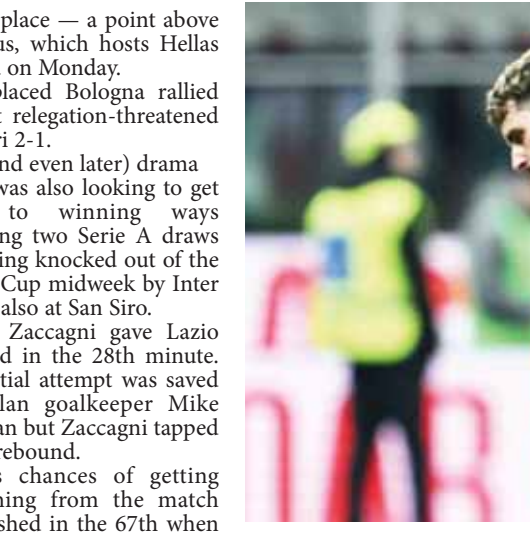 place — a point above
us, which hosts Hellas
on Monday.
placed Bologna rallied
relegation-threatened
ri 2-1.
nd even later) drama
was also looking to get
to winning ways
ng two Serie A draws
ing knocked out of the
Cup midweek by Inter
also at San Siro.
Zaccagni gave Lazio
d in the 28th minute.
tial attempt was saved
lan goalkeeper Mike
an but Zaccagni tapped
rebound.
s chances of getting
ning from the match
shed in the 67th when